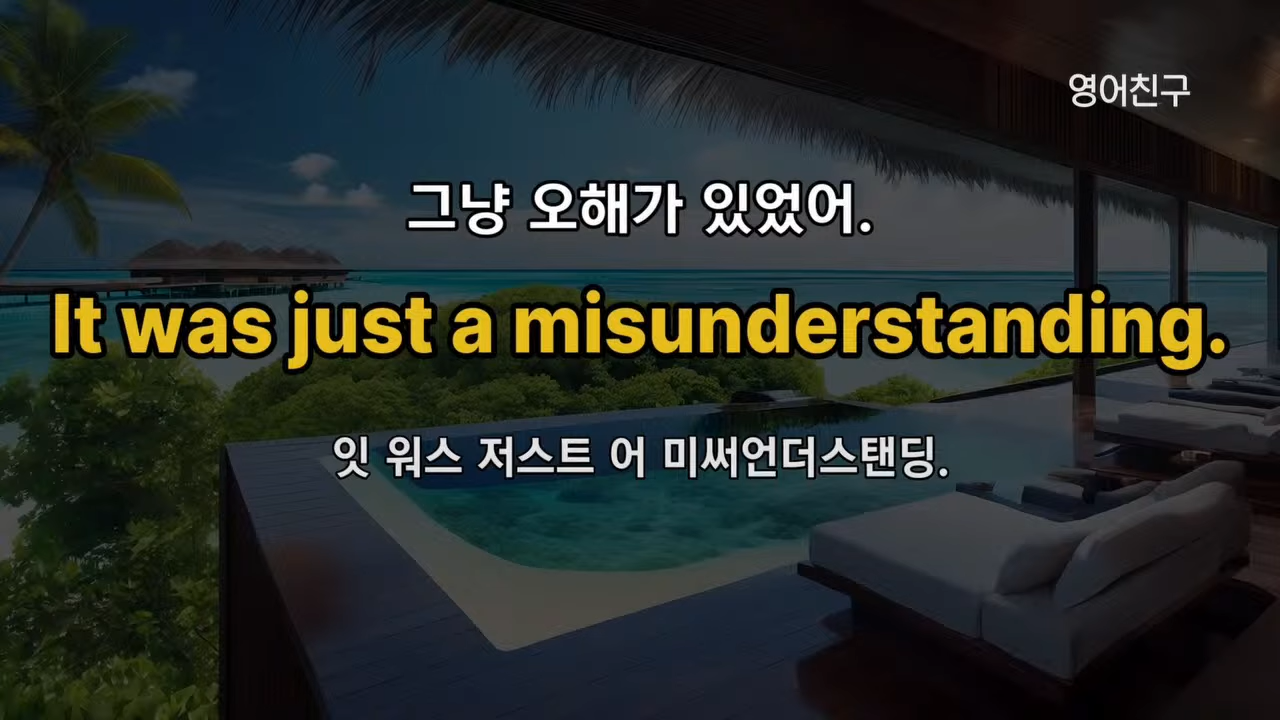 영어친구
그냥 오해가 있었어.
It was just a misunderstanding.
잇 워스 저스트 어 미써언더스탠딩.